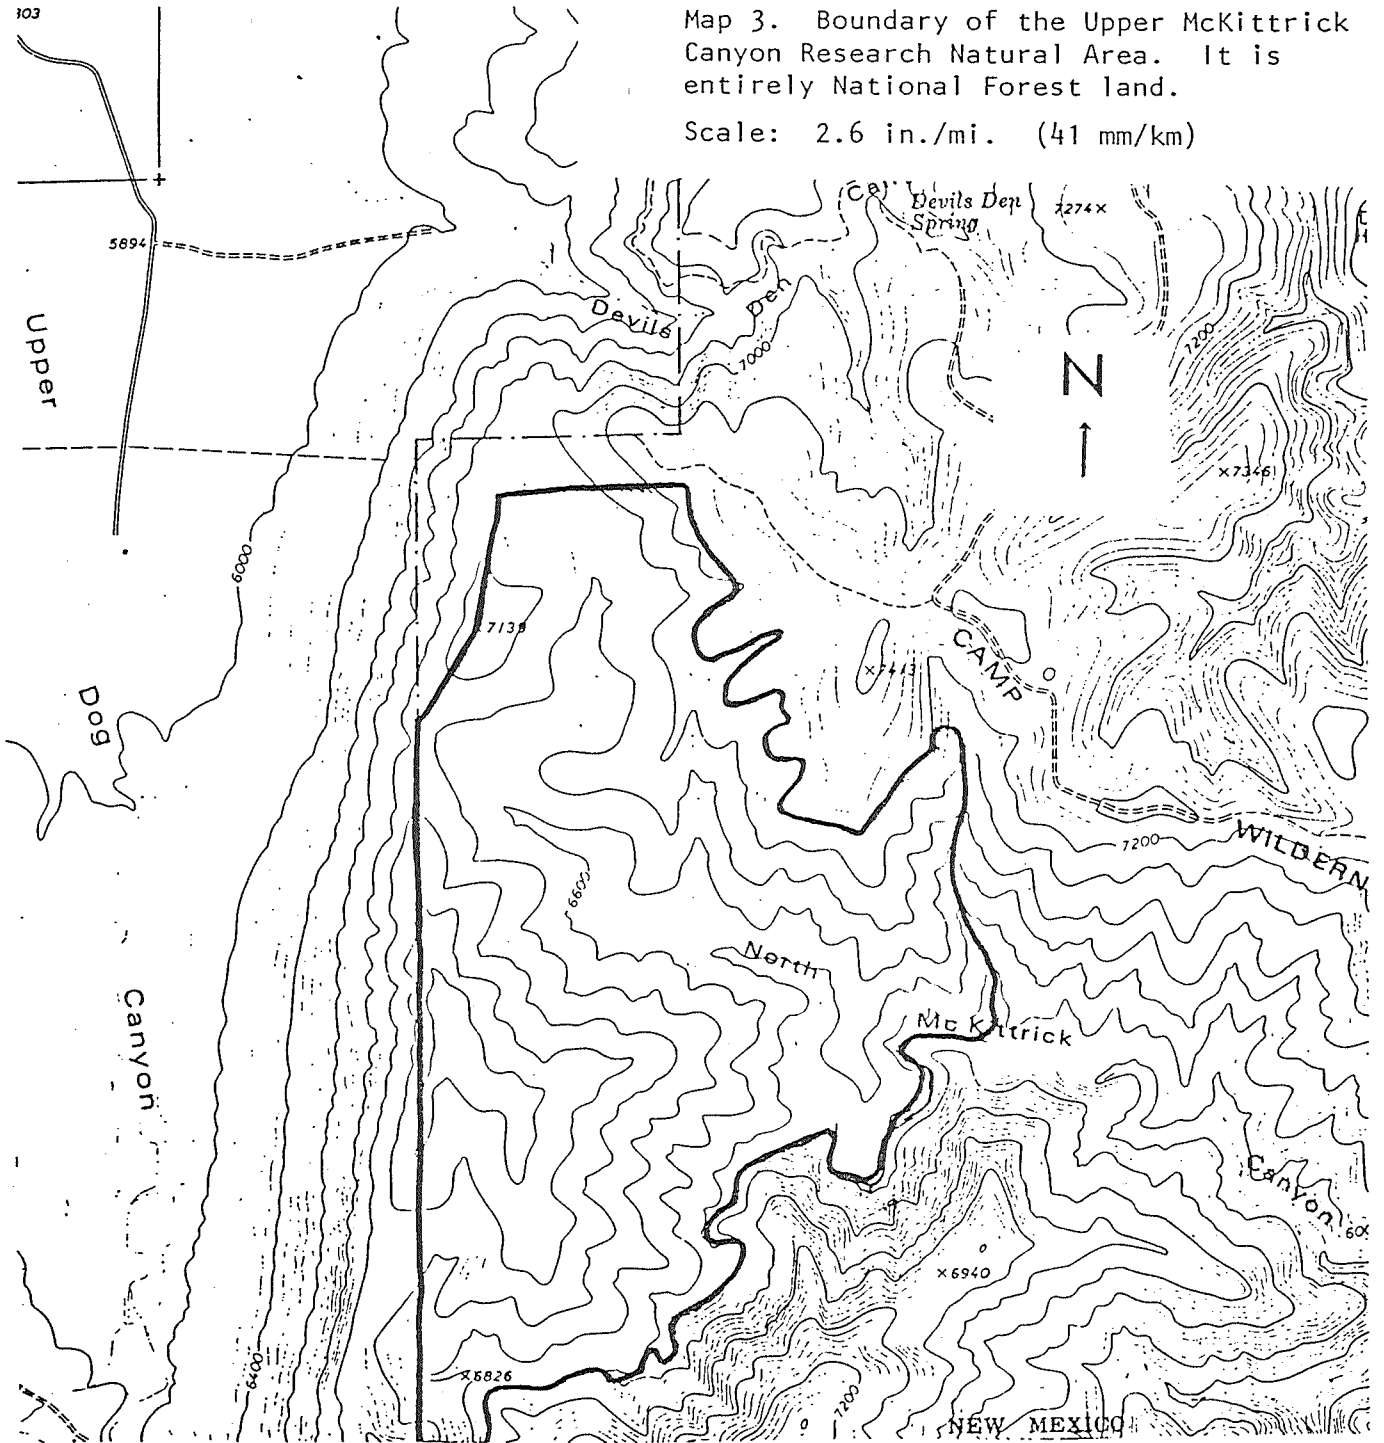 303
Map 3. Boundary of the Upper McKittrick
Canyon Research Natural Area. It is
entirely National Forest land.
Scale: 2.6 in./mi. (41 mm/km)
Devils Den
Spring
7274×
5894
Devils Den
7000
7200
Upper
N
×7346
6000
×7139
×7443
CAMP
Dog
7200
WILDERN
6600
North
McKittrick
Canyon
Canyon
×6940
6400
×6826
7200
NEW MEXICO